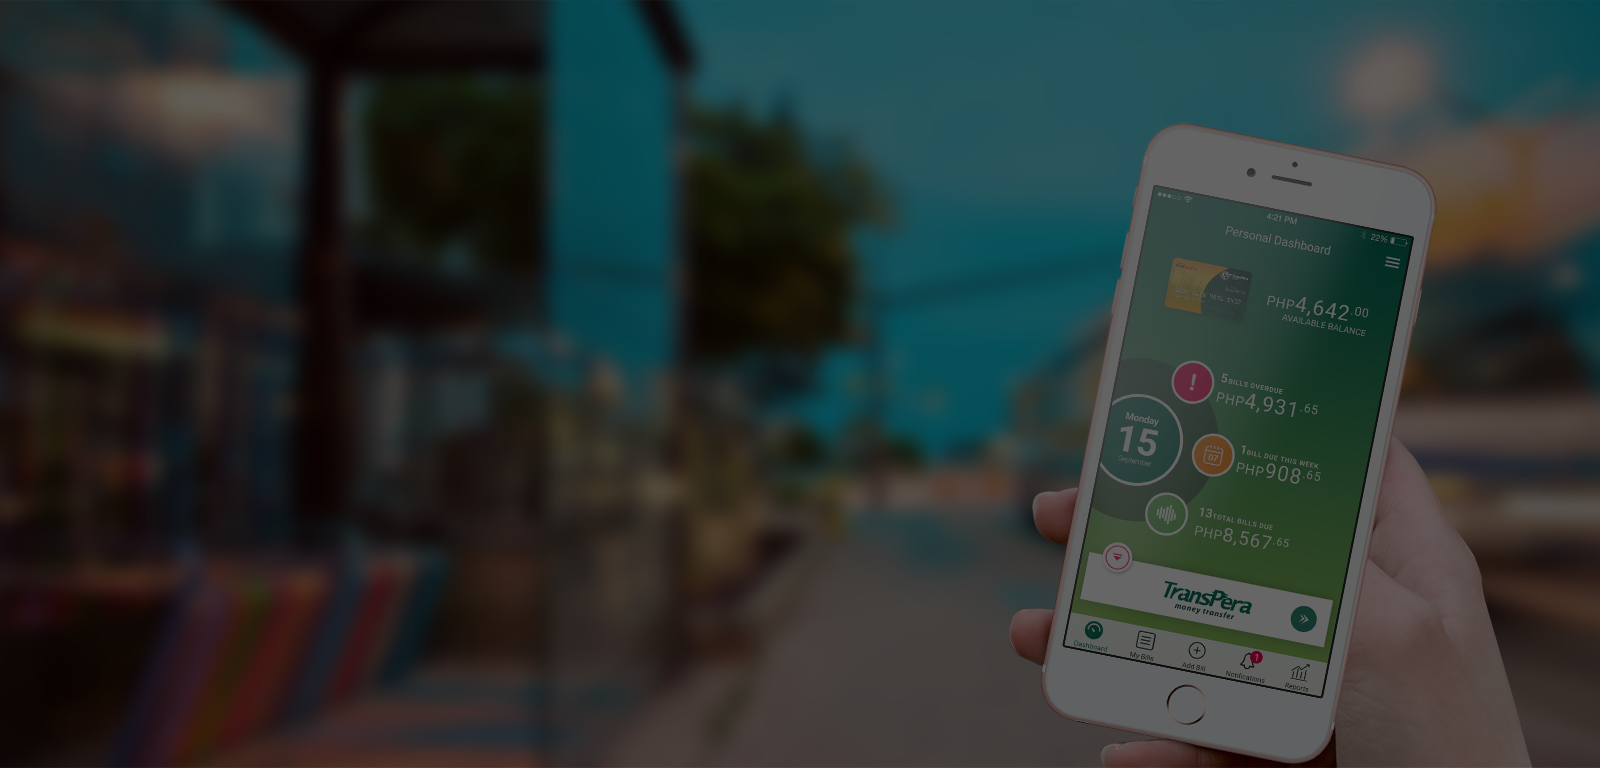 4:21 PM
22%
Personal Dashboard
PHP4,642.00
AVAILABLE BALANCE
5 BILLS OVERDUE
PHP4,931.65
Monday
15
September
1 BILL DUE THIS WEEK
07
PHP908.65
13 TOTAL BILLS DUE
PHP8,567.65
TransPera
money transfer
Dashboard
My Bills
Add Bill
1
Notifications
Reports